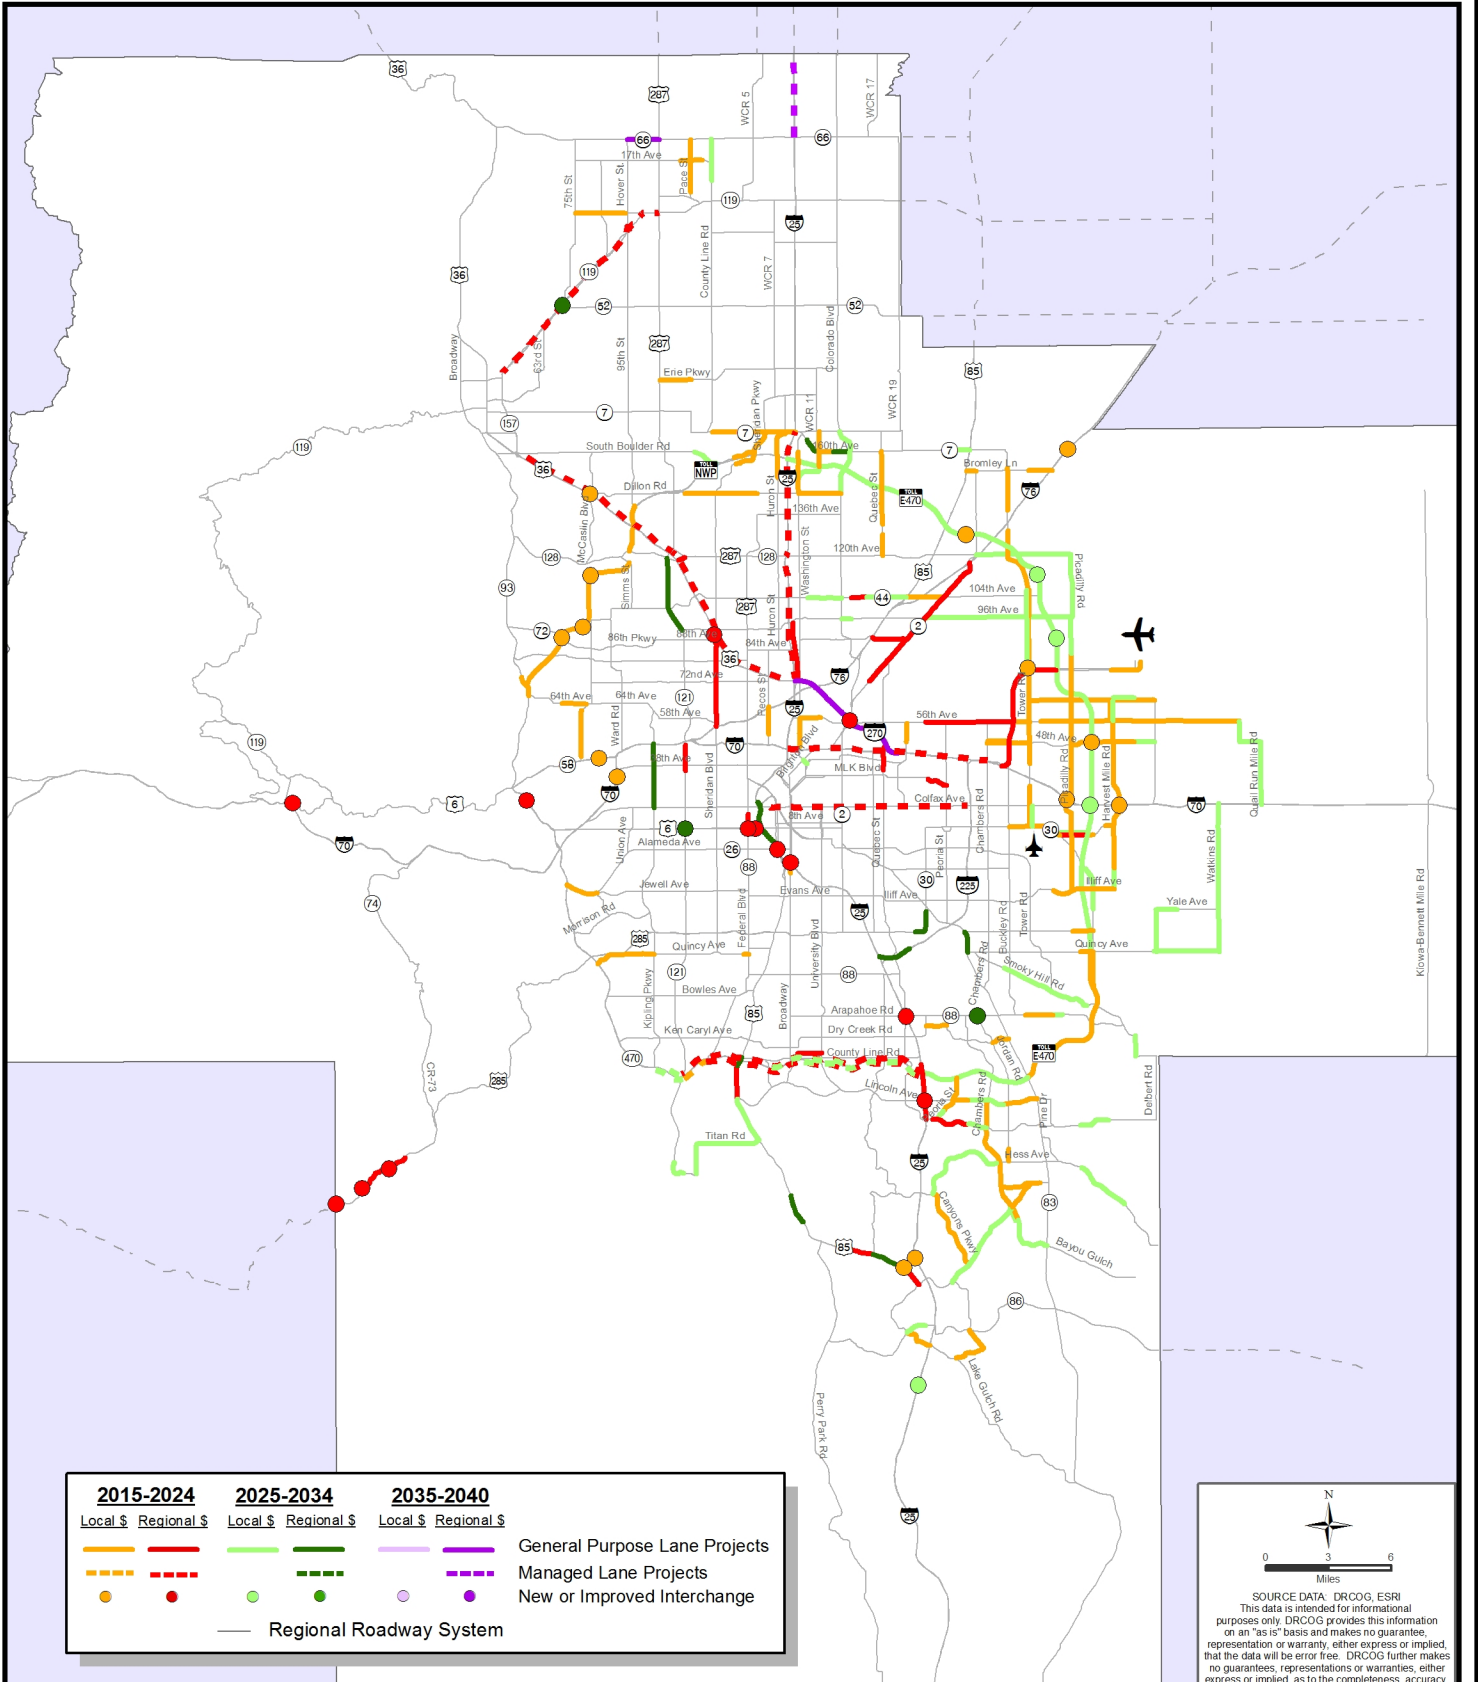 36
287
WCR 5
WCR 17
66
66
17th Ave
75th St
Hover St.
Pace St
119
25
County Line Rd
WCR 7
36
119
52
52
Colorado Blvd
Broadway
63rd St
95th St
287
85
Erie Pkwy
WCR 19
Sheridan Pkwy
WCR 11
157
7
7
119
South Boulder Rd
160th Ave
7
36
TOLL
NWP
25
Bromley Ln
Dillon Rd
Huron St
Quebec St
TOLL
E470
76
136th Ave
McCaslin Blvd
128
287
128
Washington St
120th Ave
85
Picadilly Rd
93
Simms St
104th Ave
44
287
Huron St
96th Ave
72
86th Pkwy
88th Ave
84th Ave
2
36
72nd Ave
76
64th Ave
64th Ave
121
Pecos St
25
Tower Rd
58th Ave
56th Ave
Ward Rd
119
70
270
48th Ave
58
48th Ave
Brighton Blvd
MLK Blvd
Sheridan Blvd
Picadilly Rd
Harvest Mile Rd
Quail Run Mile Rd
70
6
Colfax Ave
Chambers Rd
70
8th Ave
2
6
70
Union Ave
Alameda Ave
26
88
Quebec St
Peoria St
30
Watkins Rd
74
Jewell Ave
Evans Ave
30
225
Iliff Ave
Iliff Ave
Kiowa-Bennett Mile Rd
Morrison Rd
Federal Blvd
25
Buckley Rd
Tower Rd
Yale Ave
285
Quincy Ave
University Blvd
Quincy Ave
121
88
Chambers Rd
Smoky Hill Rd
Kipling Pkwy
Bowles Ave
Broadway
85
Arapahoe Rd
88
Ken Caryl Ave
Dry Creek Rd
Jordan Rd
470
County Line Rd
TOLL
E470
CR-73
285
Lincoln Ave
Peoria St
Chambers Rd
Pine Dr
Delbert Rd
Titan Rd
25
Hess Ave
83
Canyons Pkwy
85
Bayou Gulch
86
Lake Gulch Rd
Perry Park Rd
25
2015-2024 2025-2034 2035-2040
Local $ Regional $ Local $ Regional $ Local $ Regional $
General Purpose Lane Projects
Managed Lane Projects
New or Improved Interchange
Regional Roadway System
N
0 3 6
Miles
SOURCE DATA: DRCOG, ESRI
This data is intended for informational
purposes only. DRCOG provides this information
on an "as is" basis and makes no guarantee,
representation or warranty, either express or implied,
that the data will be error free. DRCOG further makes
no guarantees, representations or warranties, either
express or implied, as to the completeness, accuracy,